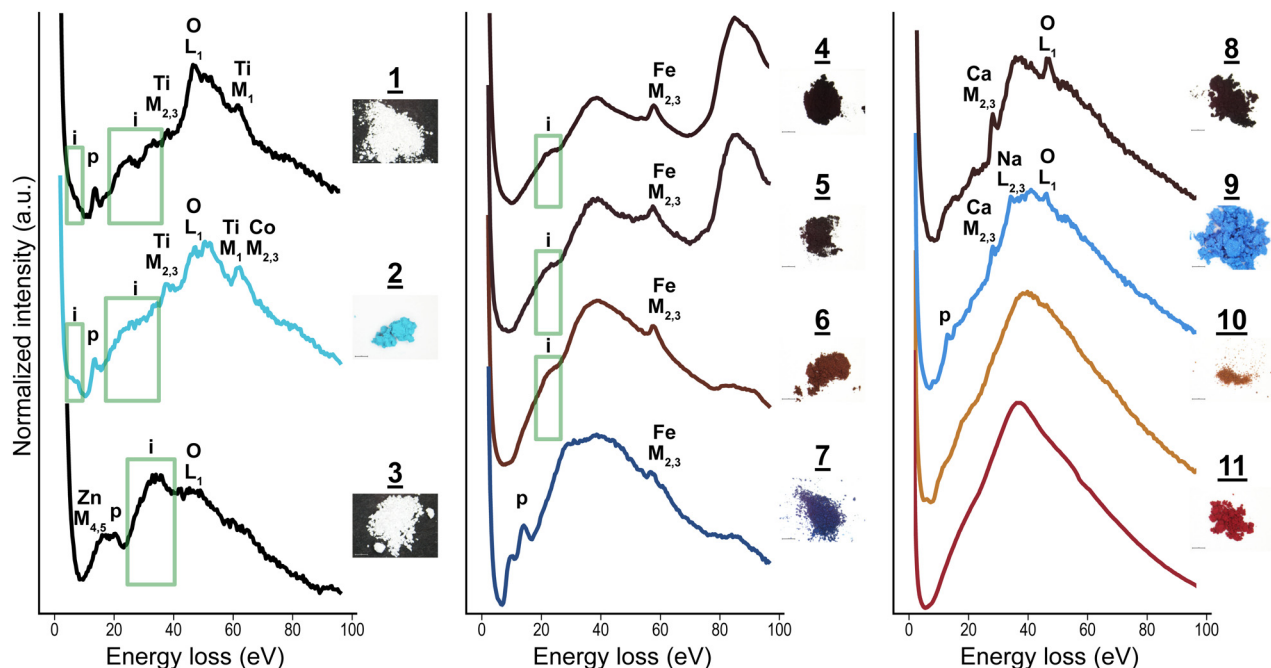 Normalized intensity (a.u.)
O
L1
Ti
M2,3
Ti
M1
i
i
p
1
O
L1
Ti
M2,3
Ti
M1
Co
M2,3
i
i
p
2
i
O
L1
Zn
M4,5
p
3
0 20 40 60 80 100
Energy loss (eV)
Fe
M2,3
i
4
Fe
M2,3
i
5
Fe
M2,3
i
6
Fe
M2,3
p
7
0 20 40 60 80 100
Energy loss (eV)
O
L1
Ca
M2,3
8
Na
L2,3
O
L1
Ca
M2,3
p
9
10
11
0 20 40 60 80 100
Energy loss (eV)